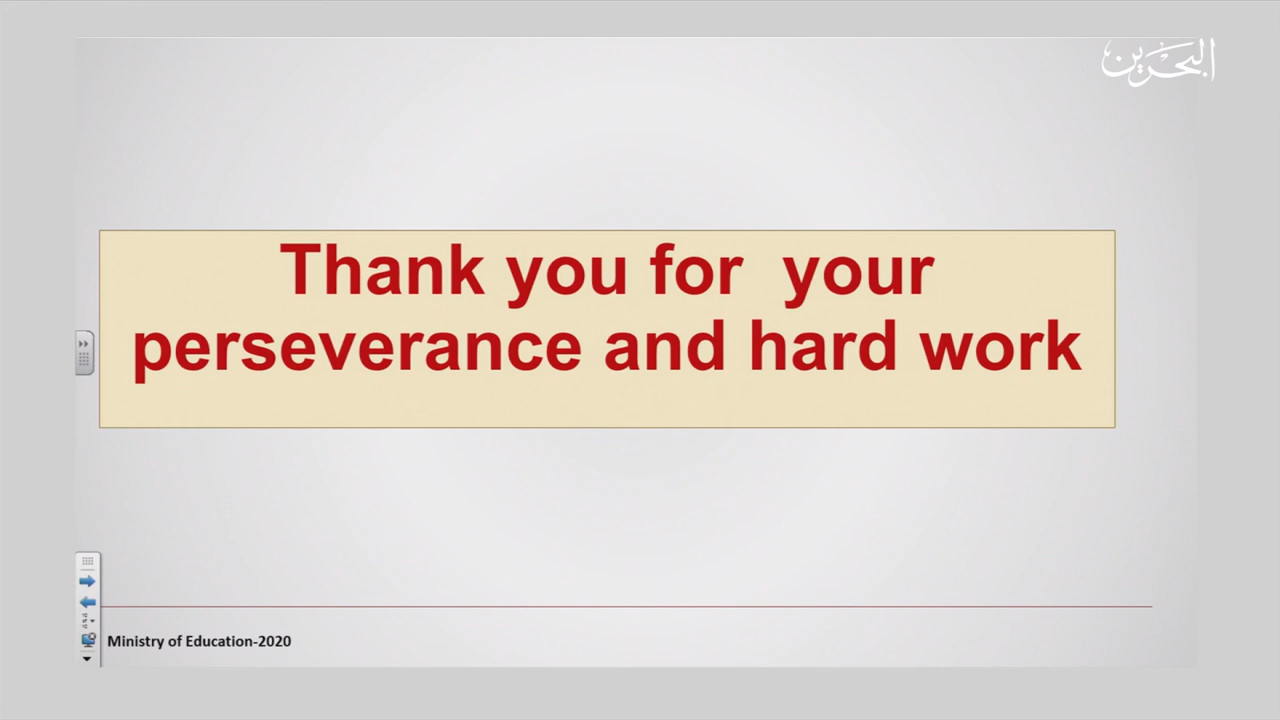 البحرين
Thank you for  your
perseverance and hard work
Ministry of Education-2020